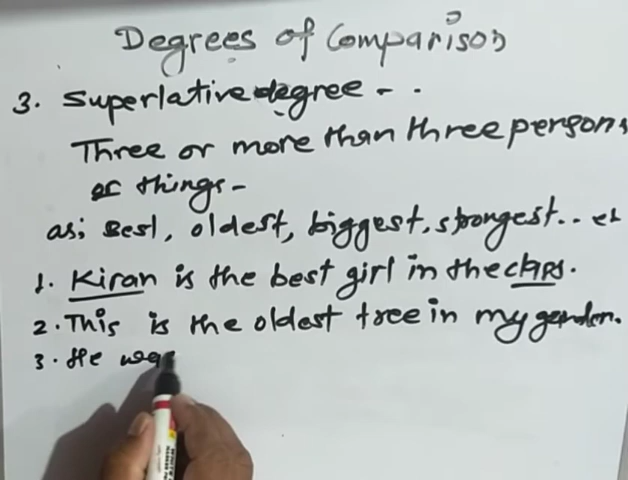 Degrees of Comparison
3. Superlative degree - .
Three or more than three persons
or things-
as; Best, oldest, biggest, strongest.. et
1. Kiran is the best girl in the class.
2. This is the oldest tree in my garden.
3. He was